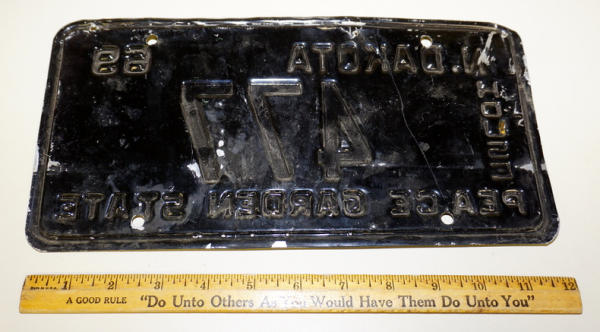 N. DAKOTA
HOUSE
477
PEACE GARDEN STATE
1 2 3 4 5 6 7 8 9 10 11 12
A GOOD RULE "Do Unto Others As You Would Have Them Do Unto You"